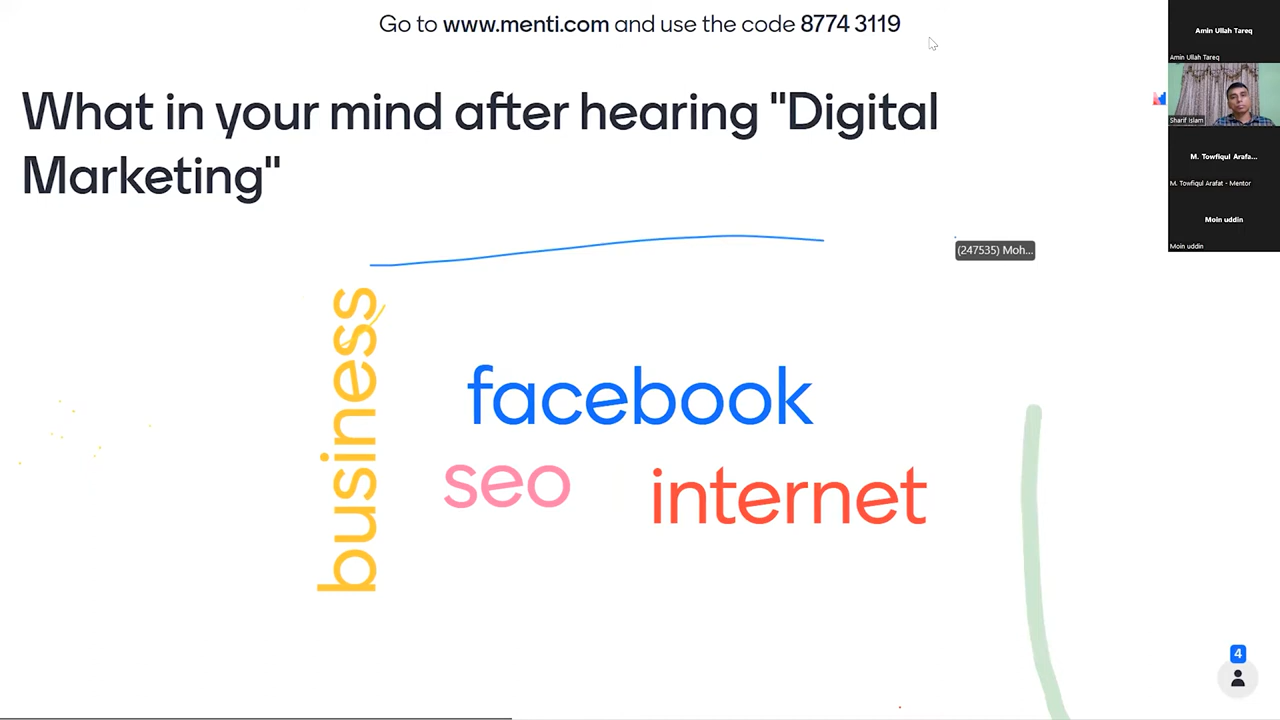 Go to www.menti.com and use the code 8774 3119
What in your mind after hearing "Digital
Marketing"
business
facebook
seo
internet
(247535) Moh...
Amin Ullah Tareq
Amin Ullah Tareq
Sharif Islam
M. Towfiqul Arafa...
M. Towfiqul Arafat - Mentor
Moin uddin
Moin uddin
4